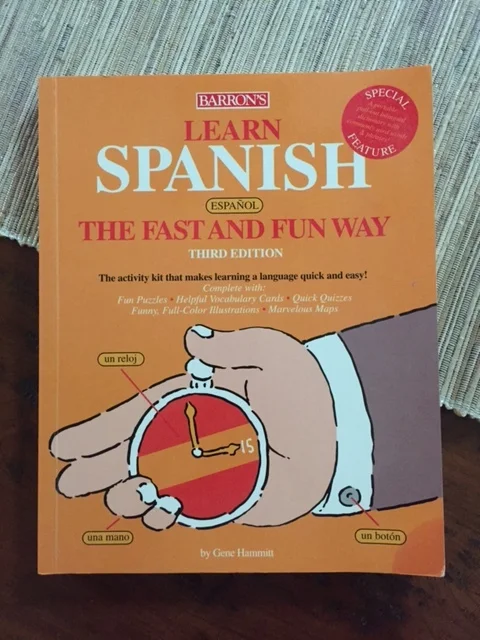 BARRON'S
LEARN
SPANISH
ESPAÑOL
THE FAST AND FUN WAY
THIRD EDITION
SPECIAL
FEATURE
The activity kit that makes learning a language quick and easy!
Complete with:
Fun Puzzles • Helpful Vocabulary Cards • Quick Quizzes
Funny, Full-Color Illustrations • Marvelous Maps
un reloj
15
una mano
un botón
by Gene Hammitt